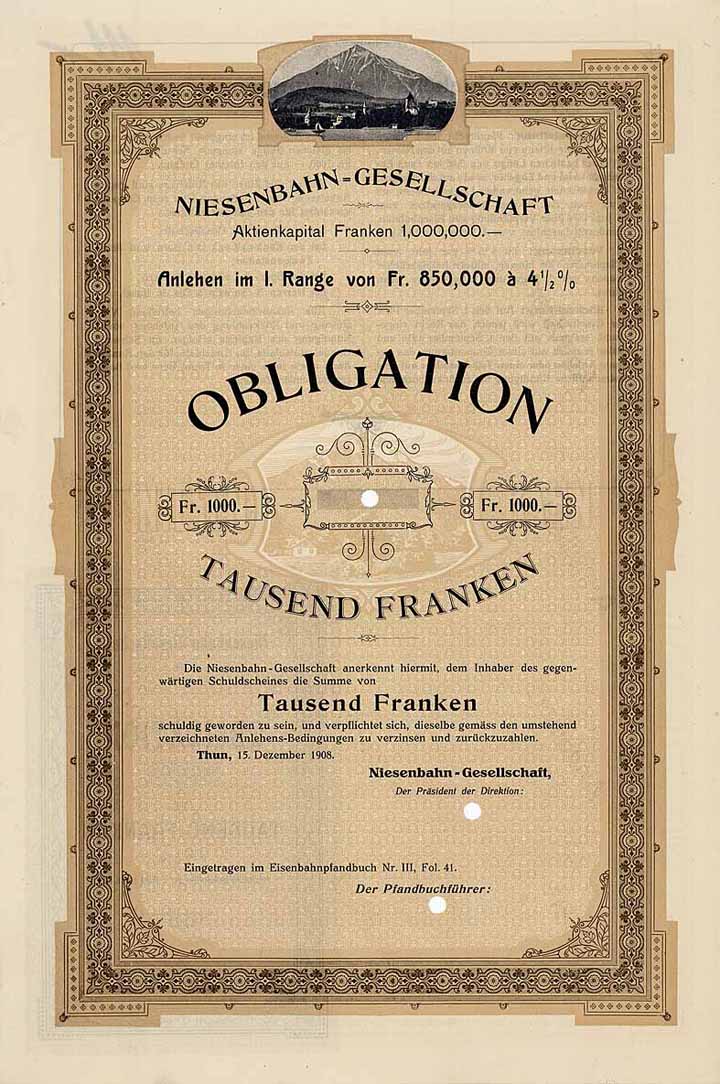 NIESENBAHN=GESELLSCHAFT
Aktienkapital Franken 1,000,000.—
Anlehen im I. Range von Fr. 850,000 à 4 1/2 %
OBLIGATION
Fr. 1000.—
Fr. 1000.—
TAUSEND FRANKEN
Die Niesenbahn-Gesellschaft anerkennt hiermit, dem Inhaber des gegen-
wärtigen Schuldscheines die Summe von
Tausend Franken
schuldig geworden zu sein, und verpflichtet sich, dieselbe gemäss den umstehend
verzeichneten Anlehens-Bedingungen zu verzinsen und zurückzuzahlen.
Thun, 15. Dezember 1908.
Niesenbahn-Gesellschaft,
Der Präsident der Direktion:
Eingetragen im Eisenbahnpfandbuch Nr. III, Fol. 41.
Der Pfandbuchführer: